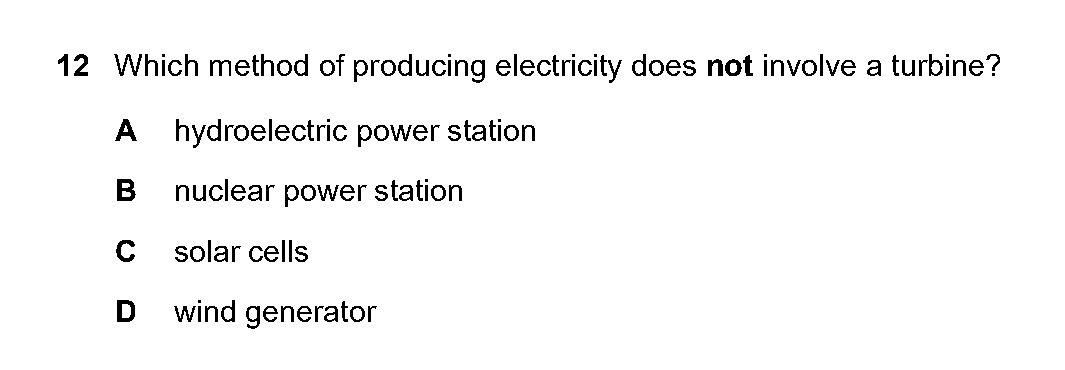 12 Which method of producing electricity does not involve a turbine?
A hydroelectric power station
B nuclear power station
C solar cells
D wind generator